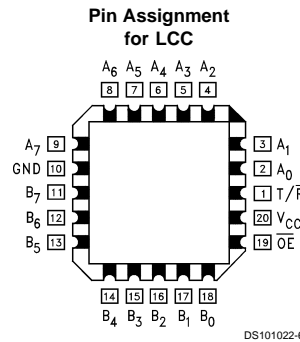 Pin Assignment
for LCC
A6 A5 A4 A3 A2
8 7 6 5 4
A7 9
GND 10
B7 11
B6 12
B5 13
3 A1
2 A0
1
20 VCC
19 O̅E̅
14 15 16 17 18
B4 B3 B2 B1 B0